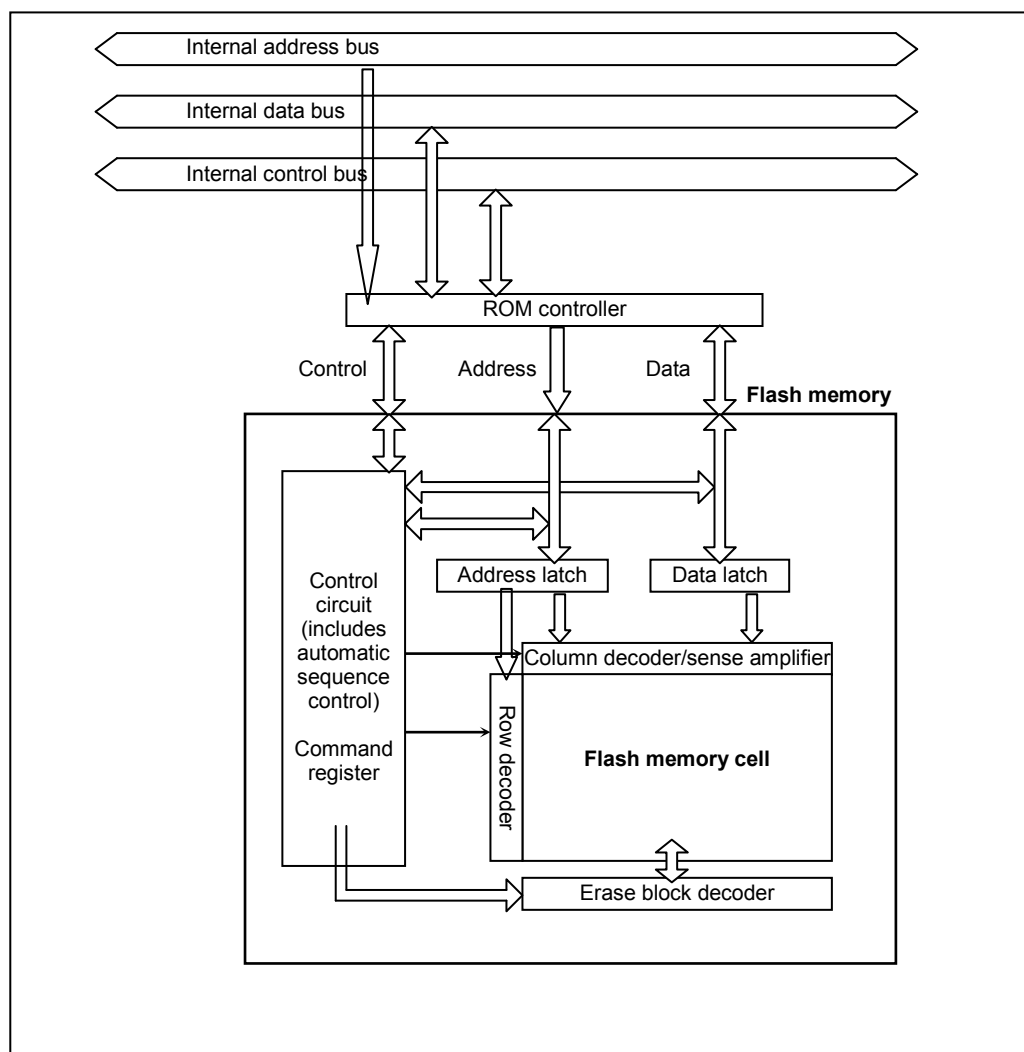 Internal address bus
Internal data bus
Internal control bus
ROM controller
Control
Address
Data
Flash memory
Control
circuit
(includes
automatic
sequence
control)
Command
register
Address latch
Data latch
Column decoder/sense amplifier
Row decoder
Flash memory cell
Erase block decoder